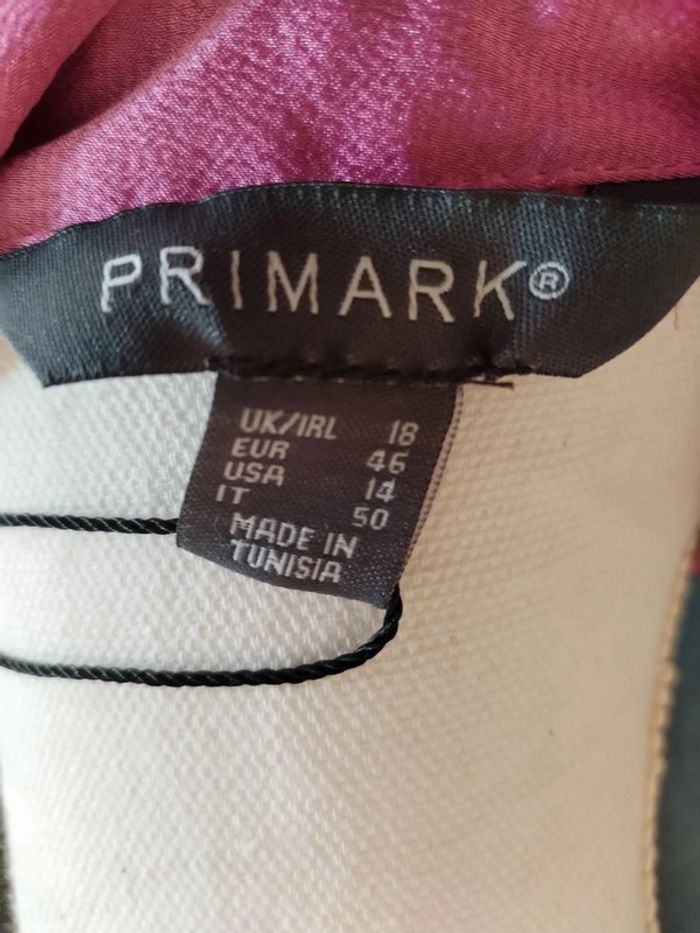 PRIMARK®
UK/IRL 18
EUR 46
USA 14
IT 50
MADE IN
TUNISIA